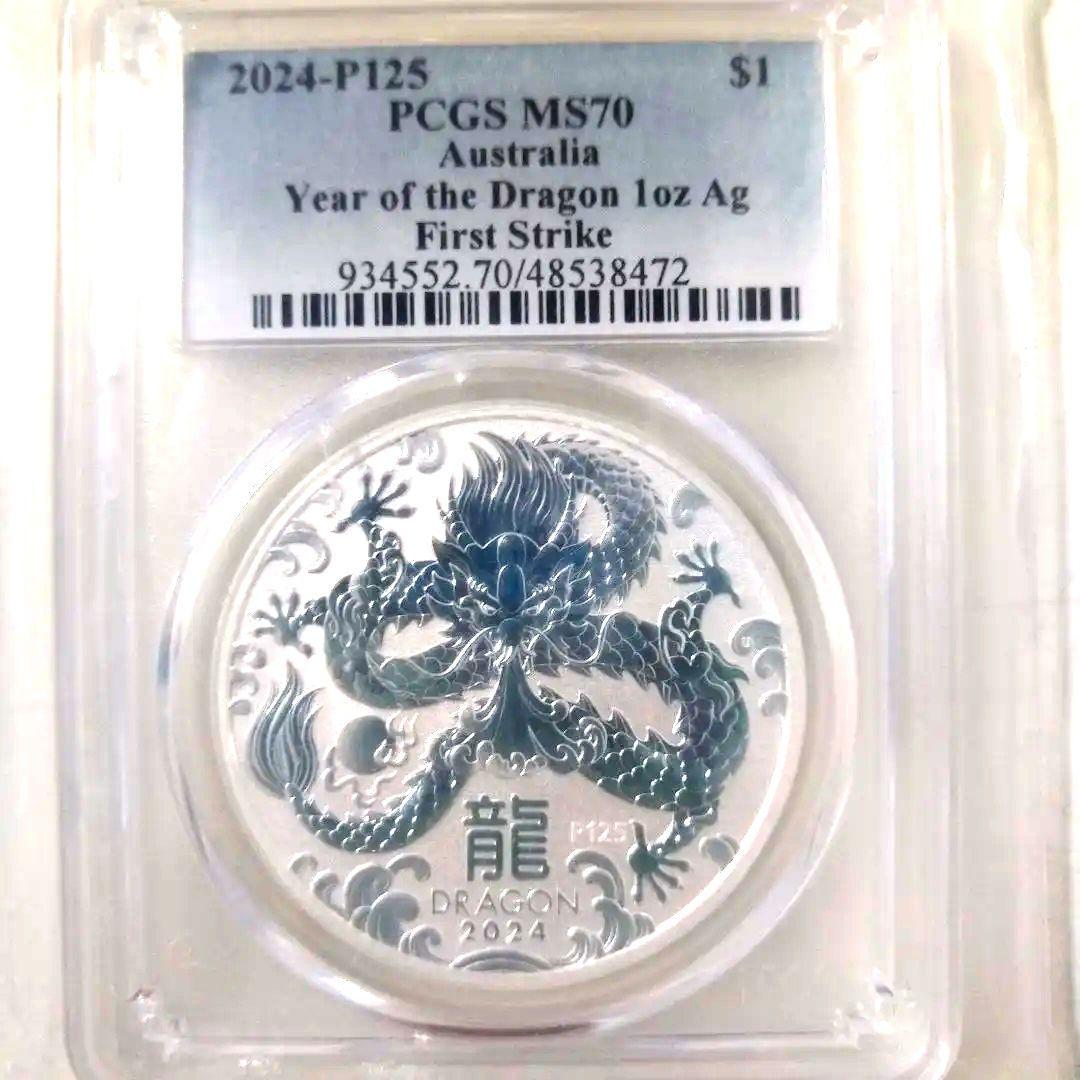 2024-P125 $1
PCGS MS70
Australia
Year of the Dragon 1oz Ag
First Strike
934552.70/48538472
龍
P125
DRAGON
2024